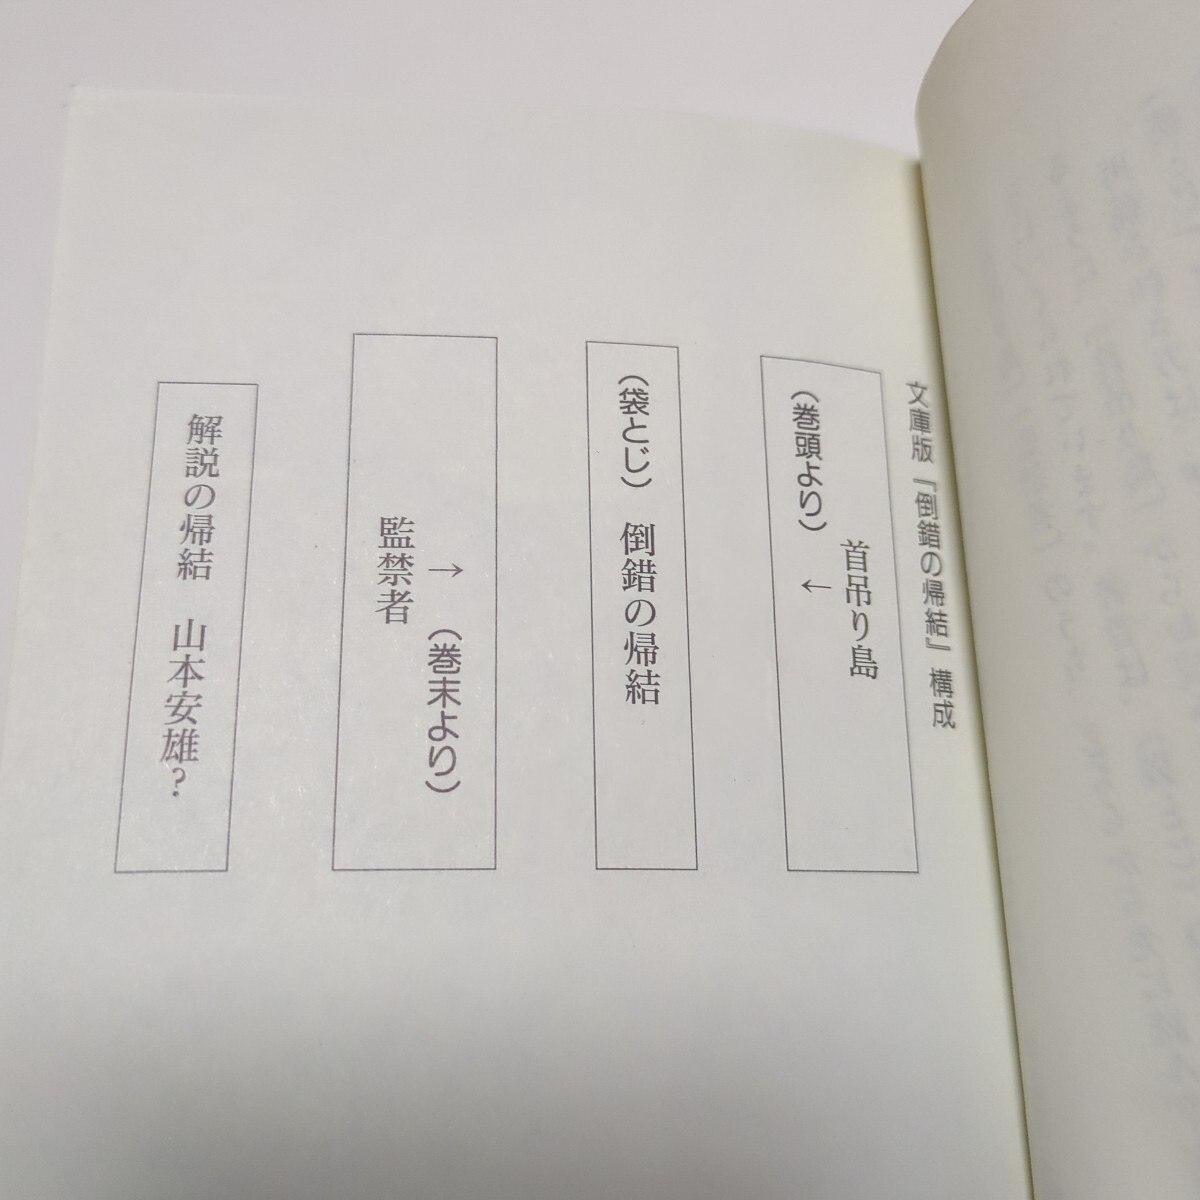 文庫版『倒錯の帰結』構成
首吊り島
（巻頭より）←
（袋とじ）　倒錯の帰結
→（巻末より）
監禁者
解説の帰結　山本安雄？